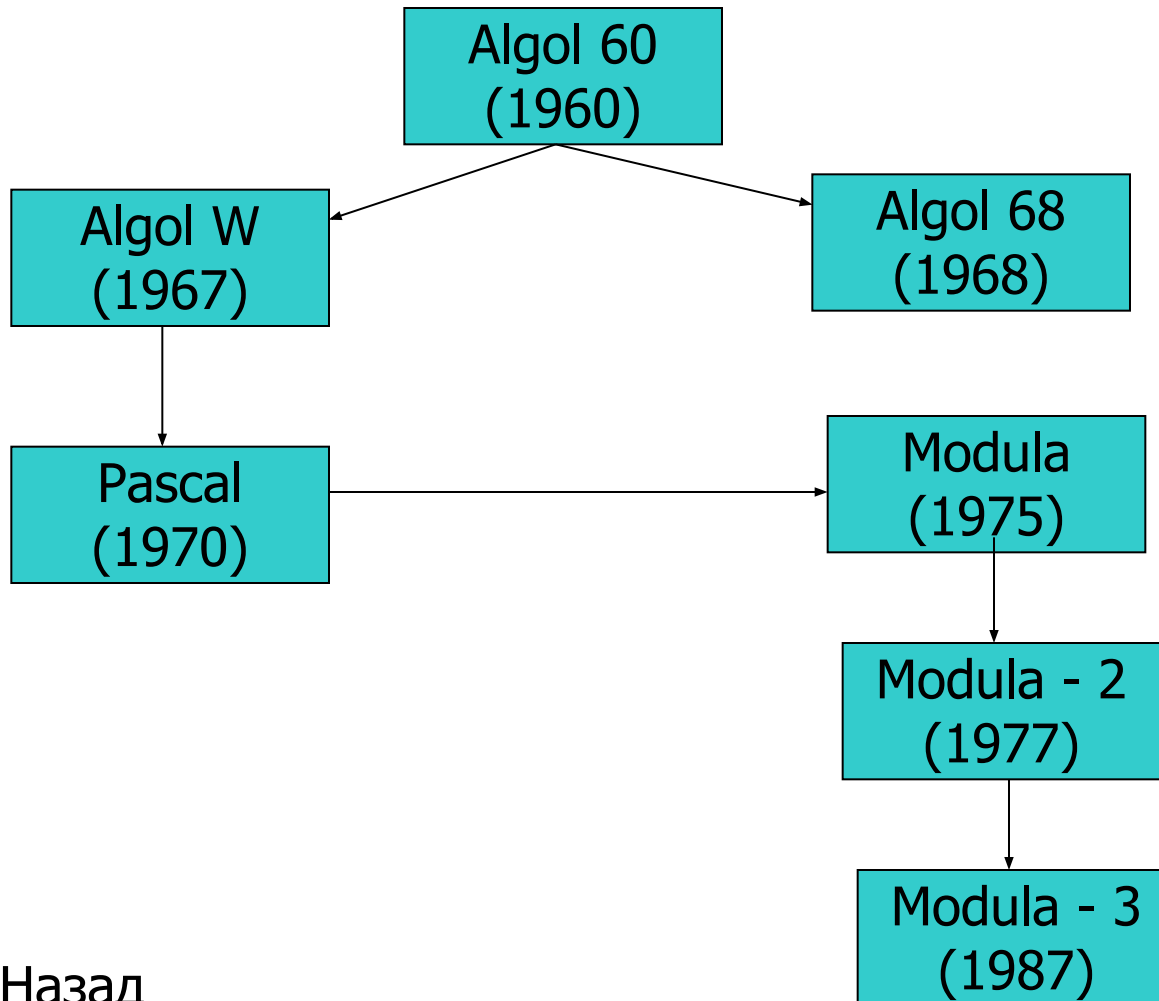 Algol 60
(1960)
Algol W
(1967)
Algol 68
(1968)
Pascal
(1970)
Modula
(1975)
Modula - 2
(1977)
Modula - 3
(1987)
Назад